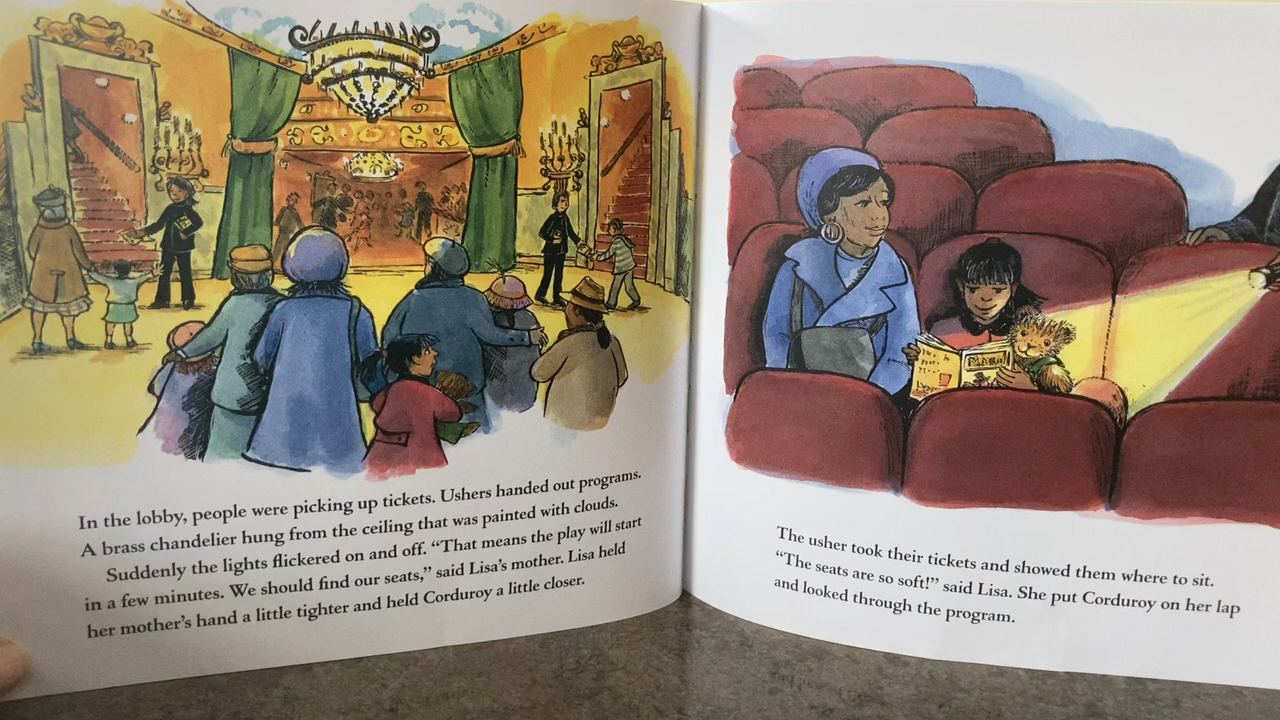 In the lobby, people were picking up tickets. Ushers handed out programs.
A brass chandelier hung from the ceiling that was painted with clouds.
Suddenly the lights flickered on and off. “That means the play will start
in a few minutes. We should find our seats,” said Lisa’s mother. Lisa held
her mother’s hand a little tighter and held Corduroy a little closer.
The usher took their tickets and showed them where to sit.
“The seats are so soft!” said Lisa. She put Corduroy on her lap
and looked through the program.